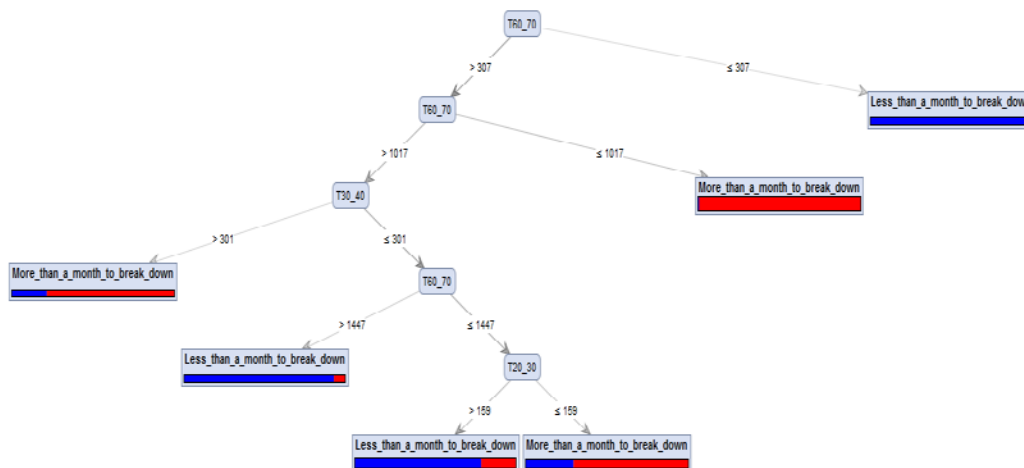 T60_70
> 307
≤ 307
T60_70
Less_than_a_month_to_break_dow
> 1017
≤ 1017
T30_40
More_than_a_month_to_break_down
> 301
≤ 301
More_than_a_month_to_break_down
T60_70
> 1447
≤ 1447
Less_than_a_month_to_break_down
T20_30
> 159
≤ 159
Less_than_a_month_to_break_down
More_than_a_month_to_break_down